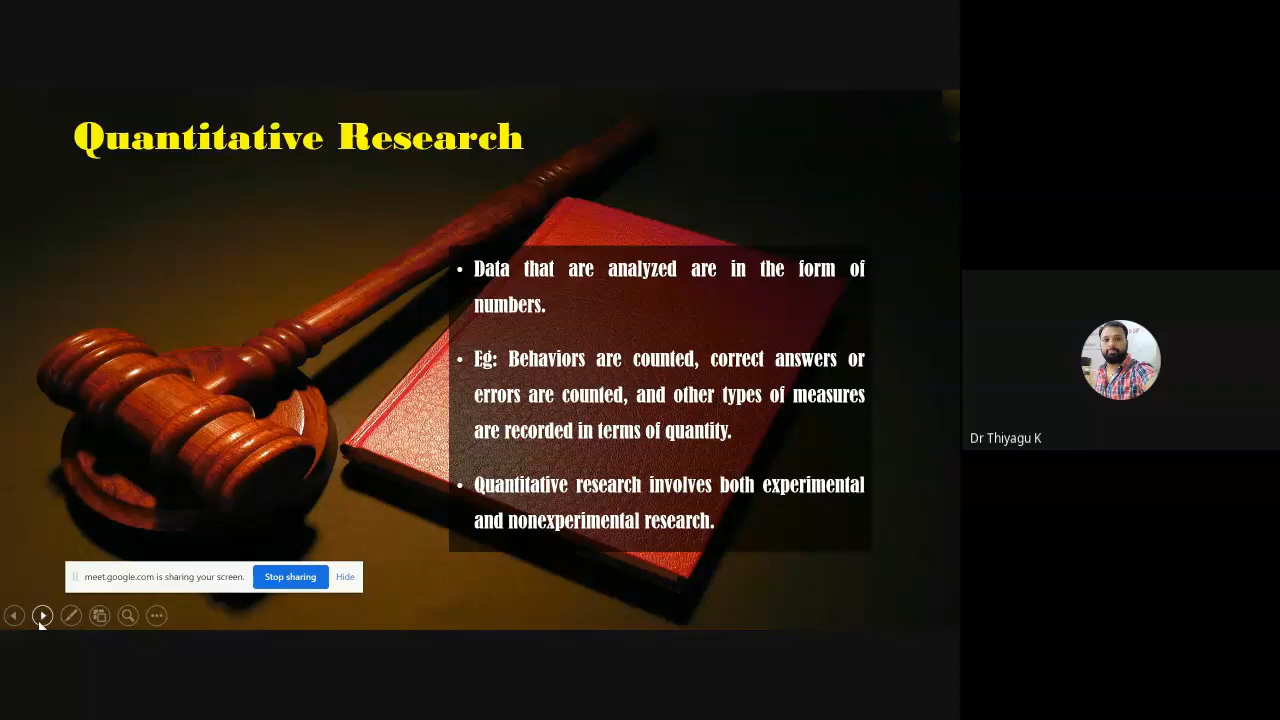 Quantitative Research
• Data that are analyzed are in the form of
numbers.
• Eg: Behaviors are counted, correct answers or
errors are counted, and other types of measures
are recorded in terms of quantity.
• Quantitative research involves both experimental
and nonexperimental research.
meet.google.com is sharing your screen. Stop sharing Hide
Dr Thiyagu K